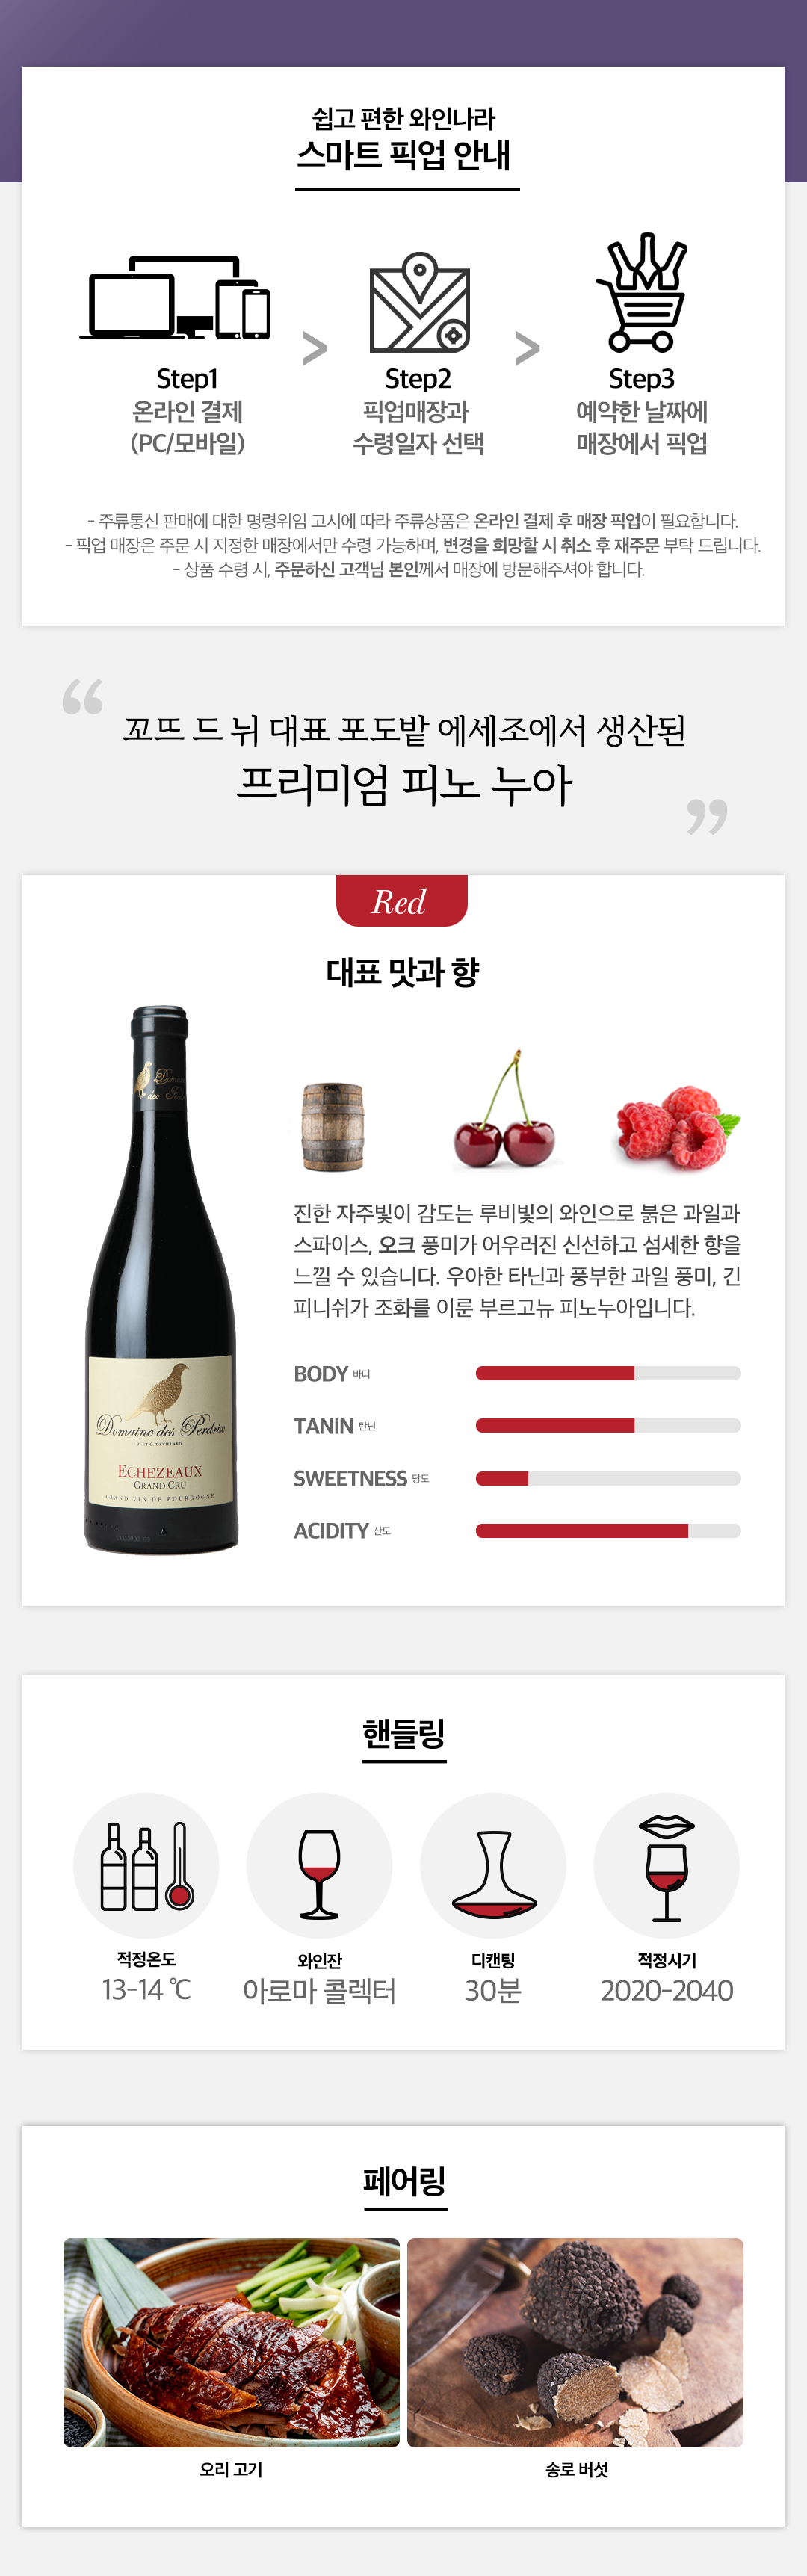 쉽고 편한 와인나라
스마트 픽업 안내
>
>
Step1
온라인 결제
(PC/모바일)
Step2
픽업매장과
수령일자 선택
Step3
예약한 날짜에
매장에서 픽업
- 주류통신 판매에 대한 명령위임 고시에 따라 주류상품은 온라인 결제 후 매장 픽업이 필요합니다.
- 픽업 매장은 주문 시 지정한 매장에서만 수령 가능하며, 변경을 희망할 시 취소 후 재주문 부탁 드립니다.
- 상품 수령 시, 주문하신 고객님 본인께서 매장에 방문해주셔야 합니다.
“
꼬뜨 드 뉘 대표 포도밭 에세조에서 생산된
프리미엄 피노 누아
”
Red
대표 맛과 향
진한 자주빛이 감도는 루비빛의 와인으로 붉은 과일과
스파이스, 오크 풍미가 어우러진 신선하고 섬세한 향을
느낄 수 있습니다. 우아한 타닌과 풍부한 과일 풍미, 긴
피니쉬가 조화를 이룬 부르고뉴 피노누아입니다.
Domaine des Perdrix
ECHEZEAUX
GRAND CRU
GRAND VIN DE BOURGOGNE
BODY 바디
TANIN 탄닌
SWEETNESS 당도
ACIDITY 산도
핸들링
적정온도
13-14 ℃
와인잔
아로마 콜렉터
디캔팅
30분
적정시기
2020-2040
페어링
오리 고기
송로 버섯